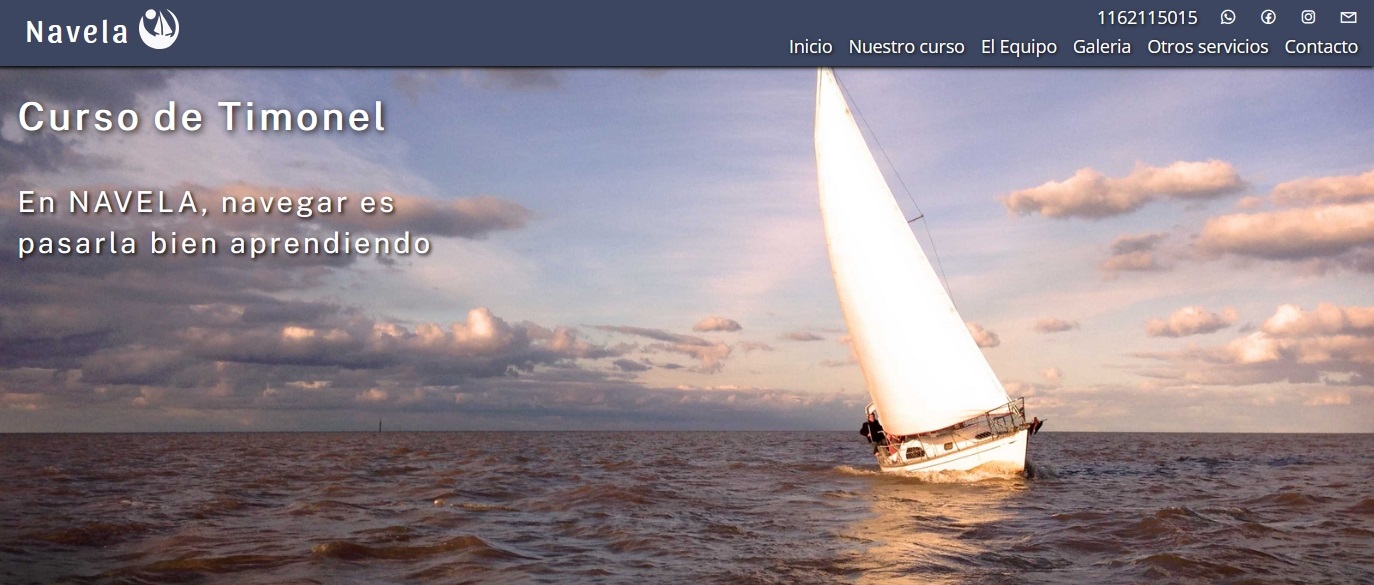 Navela
1162115015
Inicio Nuestro curso El Equipo Galeria Otros servicios Contacto
Curso de Timonel
En NAVELA, navegar es
pasarla bien aprendiendo